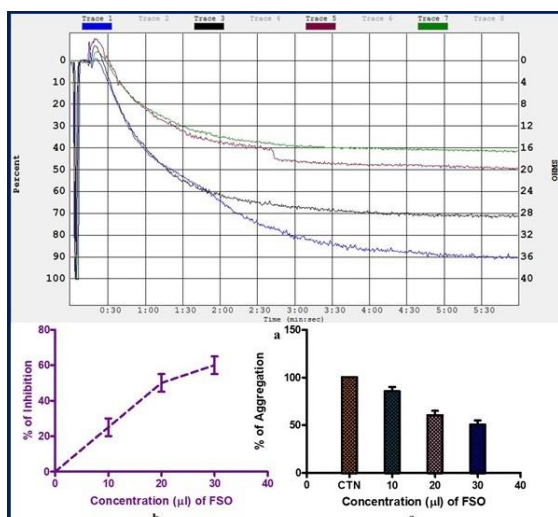 Trace 1 Trace 2 Trace 3 Trace 4 Trace 5 Trace 6 Trace 7 Trace 8
0 0
10 4
20 8
30 12
40 16
50 20
60 24
70 28
80 32
90 36
100 40
Percent
OHMS
0:30 1:00 1:30 2:00 2:30 3:00 3:30 4:00 4:30 5:00 5:30
Time (min:sec)
a
% of Inhibition
80
60
40
20
0
0 10 20 30 40
Concentration (µl) of FSO
b
% of Aggregation
150
100
50
0
0 CTN 10 20 30 40
Concentration (µl) of FSO